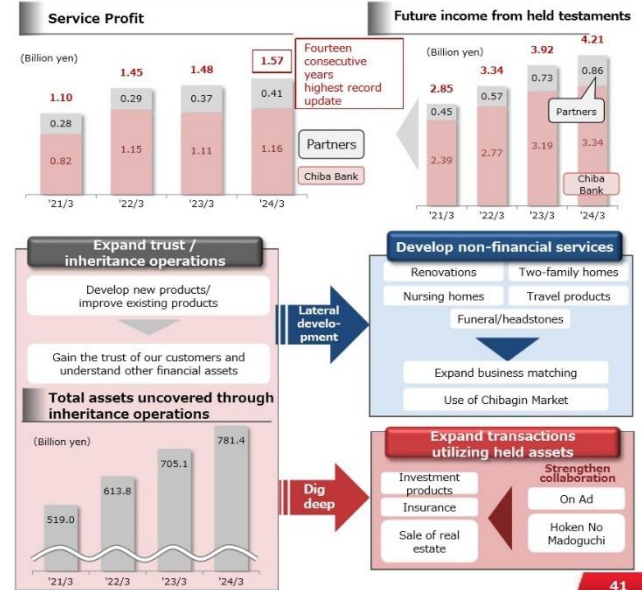 Service Profit
(Billion yen)
1.10
1.45
1.48
1.57
Fourteen
consecutive
years
highest record
update
0.28
0.29
0.37
0.41
0.82
1.15
1.11
1.16
Partners
Chiba Bank
'21/3
'22/3
'23/3
'24/3
Future income from held testaments
(Billion yen)
2.85
3.34
3.92
4.21
0.45
0.57
0.73
0.86
Partners
2.39
2.77
3.19
3.34
Chiba
Bank
'21/3
'22/3
'23/3
'24/3
Expand trust /
inheritance operations
Develop new products/
improve existing products
Gain the trust of our customers and
understand other financial assets
Total assets uncovered through
inheritance operations
(Billion yen)
519.0
613.8
705.1
781.4
'21/3
'22/3
'23/3
'24/3
Lateral
develo-
pment
Develop non-financial services
Renovations
Two-family homes
Nursing homes
Travel products
Funeral/headstones
Expand business matching
Use of Chibagin Market
Dig
deep
Expand transactions
utilizing held assets
Investment
products
Insurance
Sale of real
estate
Strengthen
collaboration
On Ad
Hoken No
Madoguchi
41